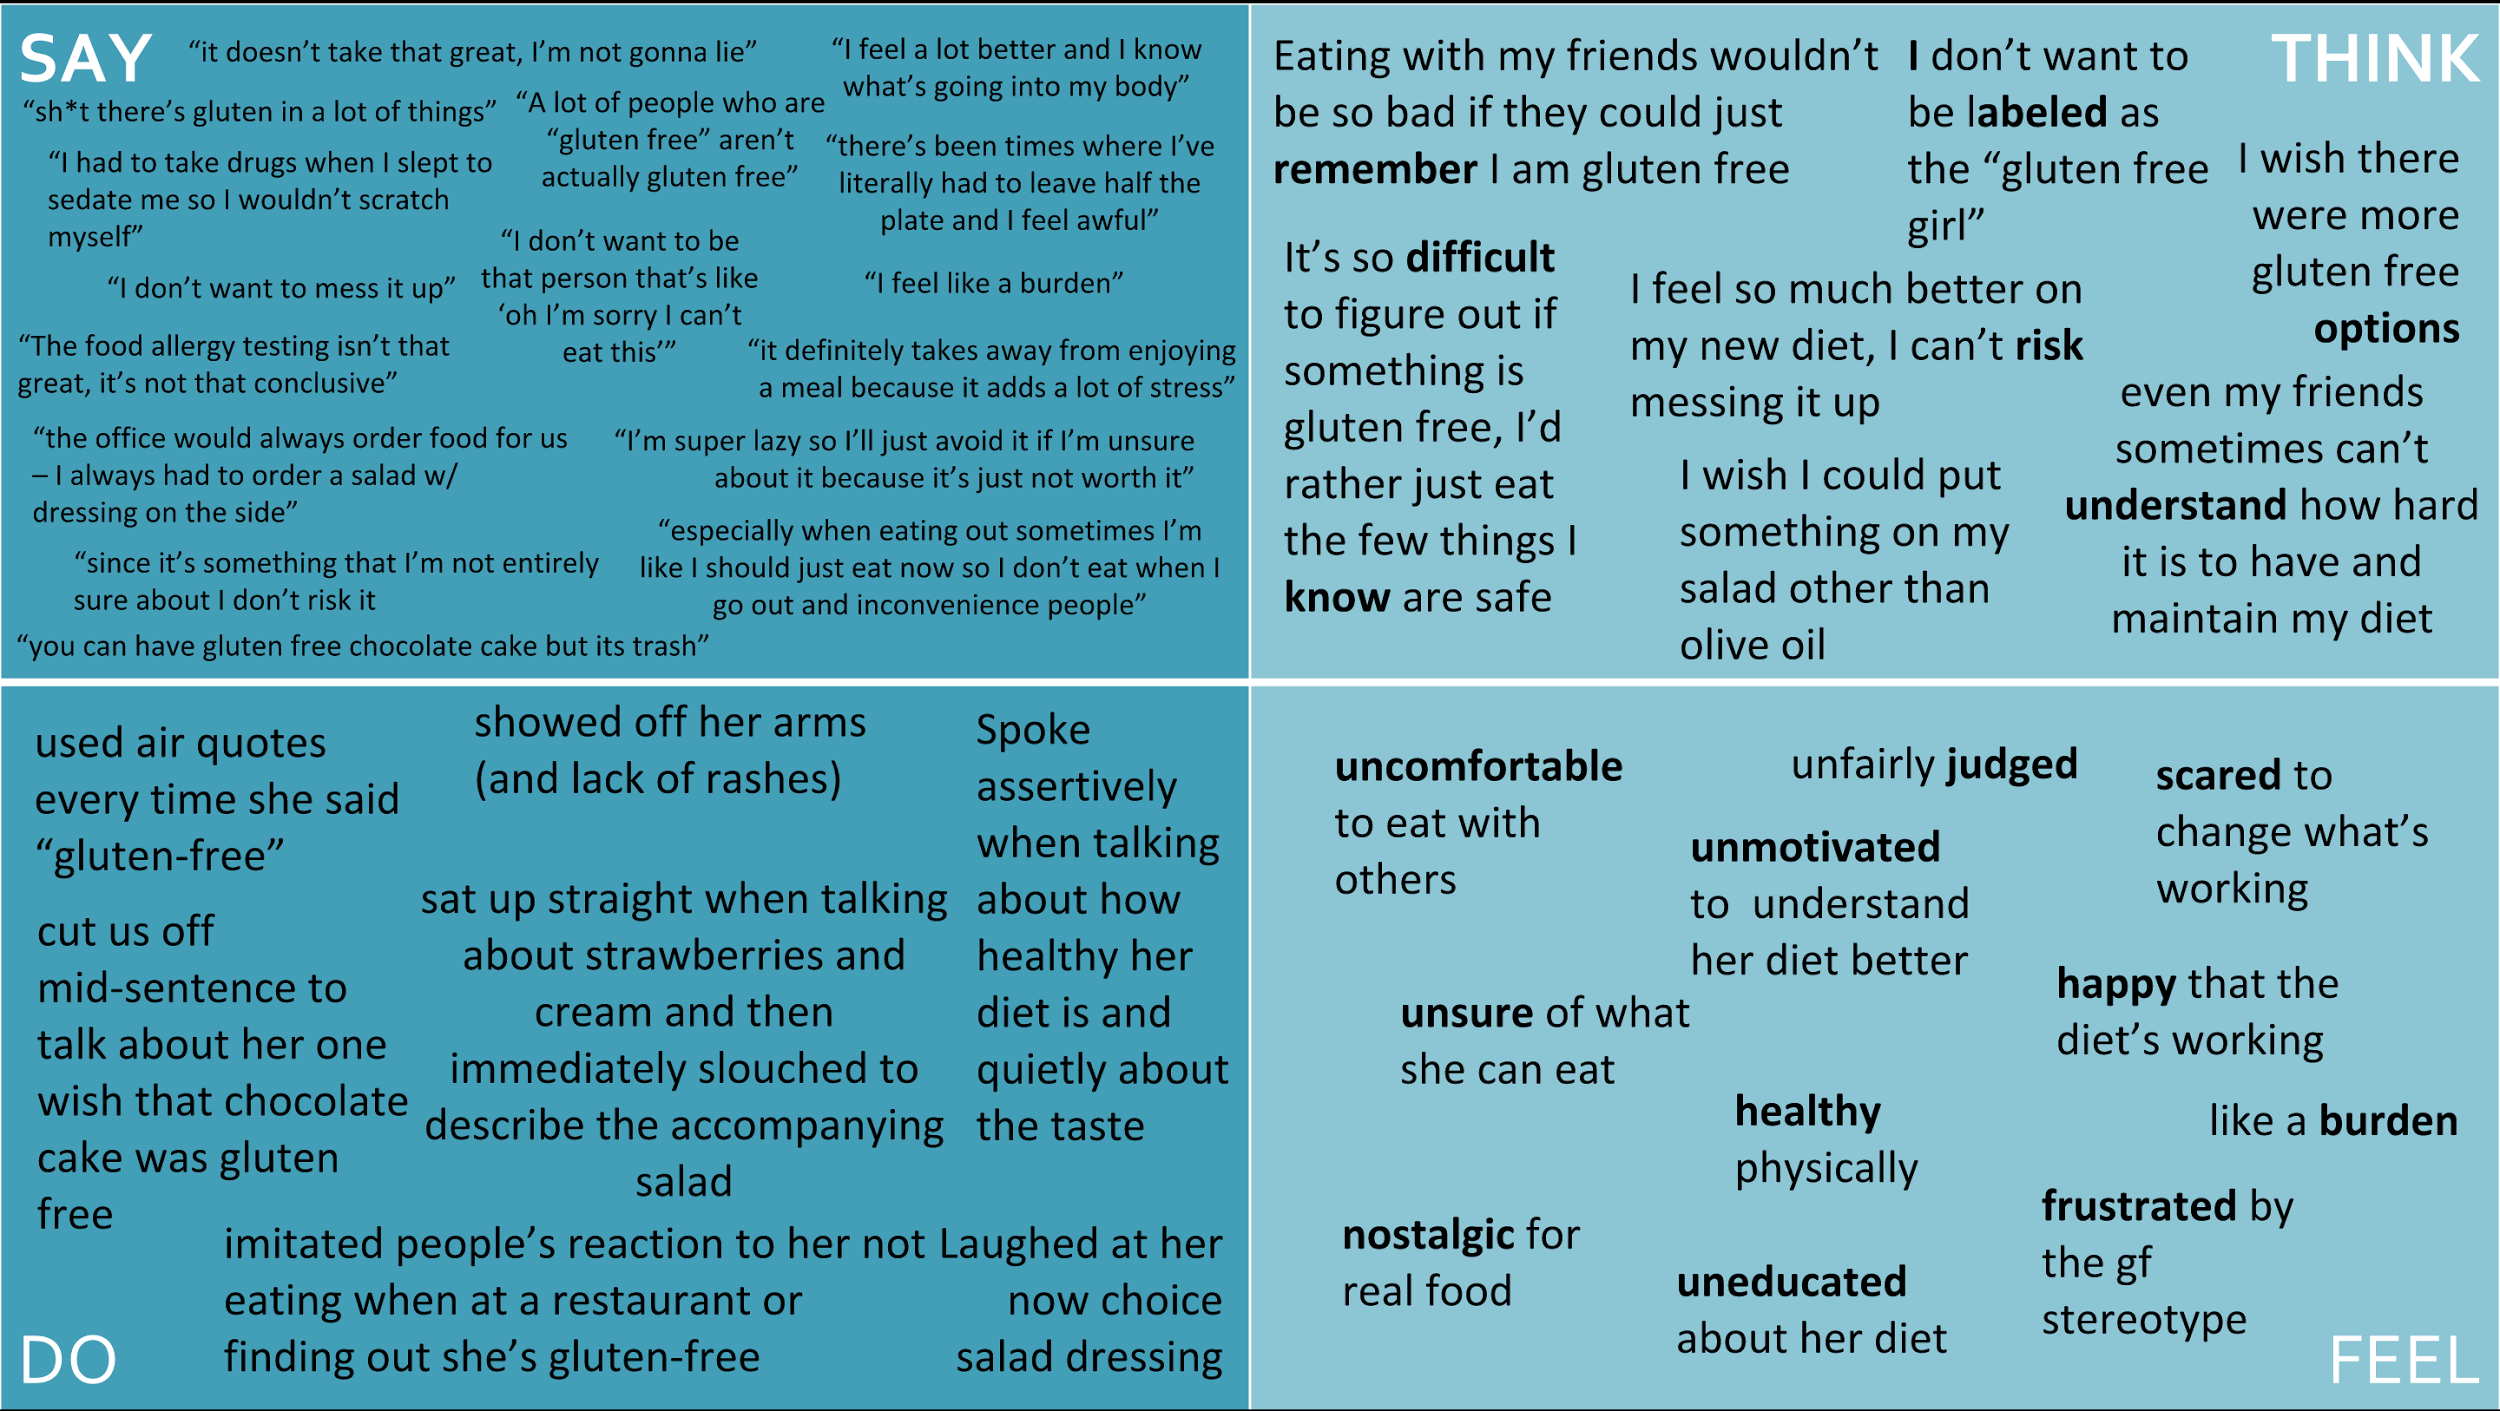 SAY
“it doesn’t take that great, I’m not gonna lie”
“I feel a lot better and I know
what’s going into my body”
“sh*t there’s gluten in a lot of things”
“A lot of people who are
“gluten free” aren’t
actually gluten free”
“there’s been times where I’ve
literally had to leave half the
plate and I feel awful”
“I had to take drugs when I slept to
sedate me so I wouldn’t scratch
myself”
“I don’t want to be
that person that’s like
‘oh I’m sorry I can’t
eat this’”
“I don’t want to mess it up”
“I feel like a burden”
“The food allergy testing isn’t that
great, it’s not that conclusive”
“it definitely takes away from enjoying
a meal because it adds a lot of stress”
“the office would always order food for us
– I always had to order a salad w/
dressing on the side”
“I’m super lazy so I’ll just avoid it if I’m unsure
about it because it’s just not worth it”
“especially when eating out sometimes I’m
like I should just eat now so I don’t eat when I
go out and inconvenience people”
“since it’s something that I’m not entirely
sure about I don’t risk it
“you can have gluten free chocolate cake but its trash”
THINK
Eating with my friends wouldn’t
be so bad if they could just
remember I am gluten free
I don’t want to
be labeled as
the “gluten free
girl”
I wish there
were more
gluten free
options
It’s so difficult
to figure out if
something is
gluten free, I’d
rather just eat
the few things I
know are safe
I feel so much better on
my new diet, I can’t risk
messing it up
I wish I could put
something on my
salad other than
olive oil
even my friends
sometimes can’t
understand how hard
it is to have and
maintain my diet
used air quotes
every time she said
“gluten-free”
showed off her arms
(and lack of rashes)
Spoke
assertively
when talking
about how
healthy her
diet is and
quietly about
the taste
cut us off
mid-sentence to
talk about her one
wish that chocolate
cake was gluten
free
sat up straight when talking
about strawberries and
cream and then
immediately slouched to
describe the accompanying
salad
imitated people’s reaction to her not
eating when at a restaurant or
finding out she’s gluten-free
Laughed at her
now choice
salad dressing
DO
uncomfortable
to eat with
others
unfairly judged
scared to
change what’s
working
unmotivated
to understand
her diet better
unsure of what
she can eat
happy that the
diet’s working
healthy
physically
like a burden
nostalgic for
real food
uneducated
about her diet
frustrated by
the gf
stereotype
FEEL